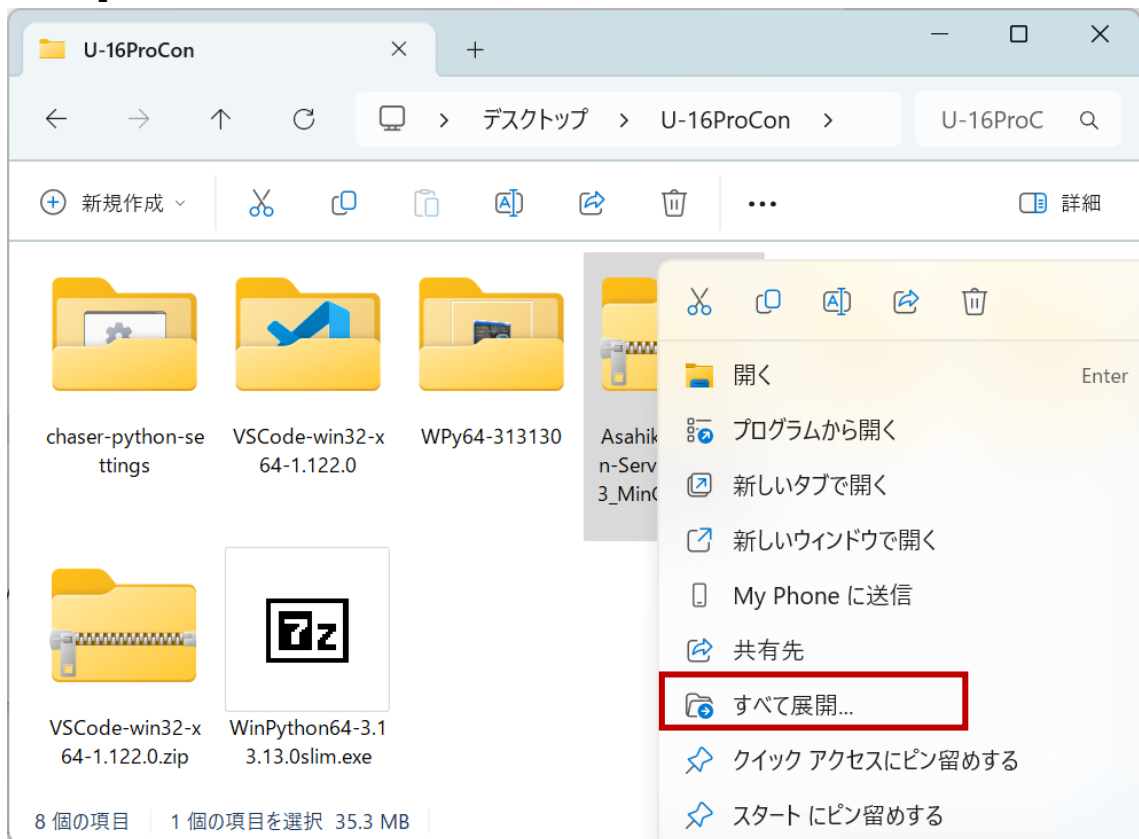 U-16ProCon
デスクトップ > U-16ProCon >
U-16ProC
新規作成
詳細
chaser-python-se
ttings
VSCode-win32-x
64-1.122.0
WPy64-313130
Asahik
n-Serv
3_Min
VSCode-win32-x
64-1.122.0.zip
7z
WinPython64-3.1
3.13.0slim.exe
開く Enter
プログラムから開く
新しいタブで開く
新しいウィンドウで開く
My Phone に送信
共有先
すべて展開...
クイック アクセスにピン留めする
スタート にピン留めする
8 個の項目 1 個の項目を選択 35.3 MB